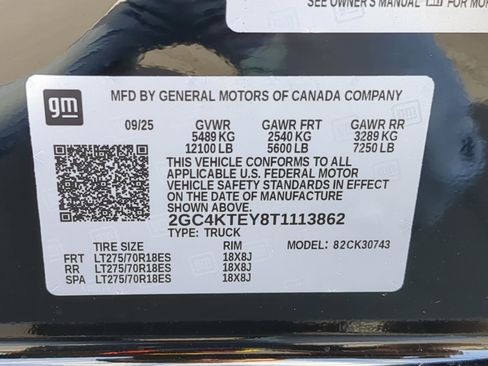 SEE OWNER'S MANUAL FOR MOR
gm
MFD BY GENERAL MOTORS OF CANADA COMPANY
09/25 GVWR GAWR FRT GAWR RR
5489 KG 2540 KG 3289 KG
12100 LB 5600 LB 7250 LB
THIS VEHICLE CONFORMS TO ALL
APPLICABLE U.S. FEDERAL MOTOR
VEHICLE SAFETY STANDARDS IN EFFECT
ON THE DATE OF MANUFACTURE
SHOWN ABOVE.
2GC4KTEY8T1113862
TYPE: TRUCK
TIRE SIZE RIM MODEL: 82CK30743
FRT LT275/70R18ES 18X8J
RR LT275/70R18ES 18X8J
SPA LT275/70R18ES 18X8J